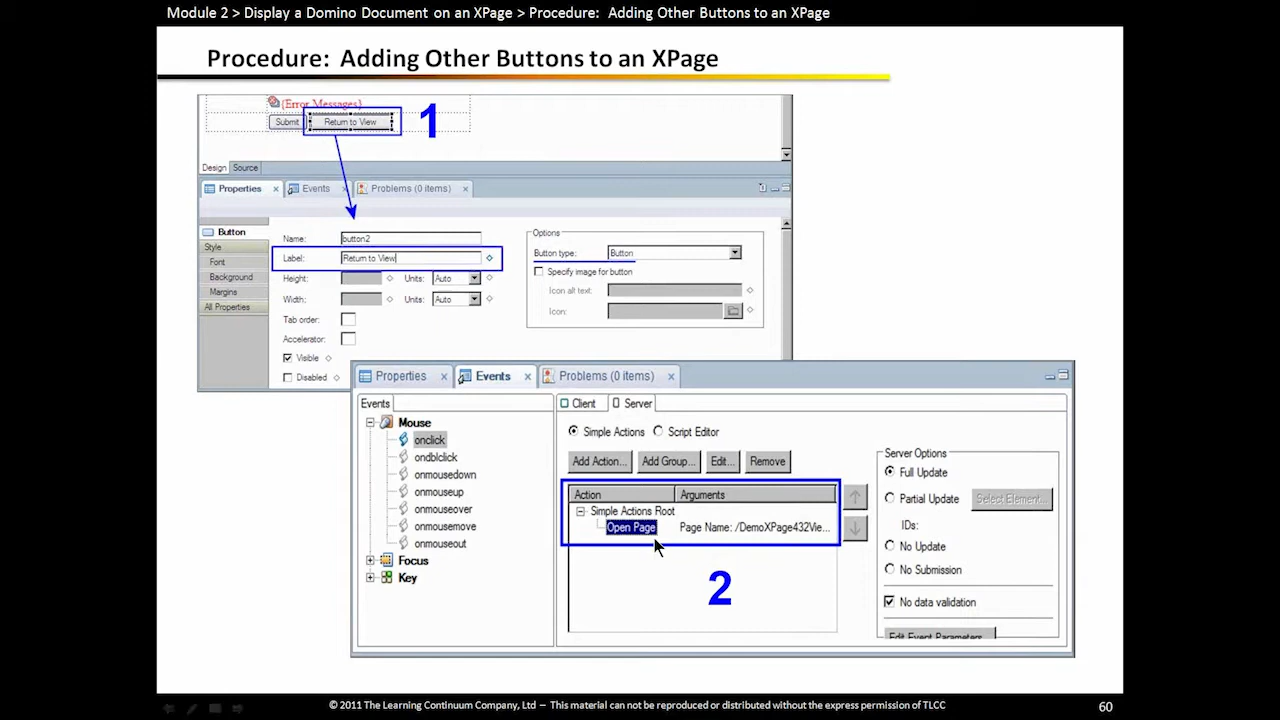 Module 2 > Display a Domino Document on an XPage > Procedure:  Adding Other Buttons to an XPage
Procedure:  Adding Other Buttons to an XPage
{Error Messages}
Submit
Return to View
1
Design
Source
Properties
Events
Problems (0 items)
Button
Style
Font
Background
Margins
All Properties
Name:
button2
Label:
Return to View
Height:
Units:
Auto
Width:
Units:
Auto
Tab order:
Accelerator:
Visible
Disabled
Options
Button type:
Button
Specify image for button
Icon alt text:
Icon:
Properties
Events
Problems (0 items)
Events
Mouse
onclick
ondblclick
onmousedown
onmouseup
onmouseover
onmousemove
onmouseout
Focus
Key
Client
Server
Simple Actions
Script Editor
Add Action...
Add Group...
Edit...
Remove
Action
Arguments
Simple Actions Root
Open Page
Page Name: /DemoXPage432Vie...
2
Server Options
Full Update
Partial Update
Select Element...
IDs:
No Update
No Submission
No data validation
Edit Event Parameters...
© 2011 The Learning Continuum Company, Ltd – This material can not be reproduced or distributed without the express permission of TLCC
60